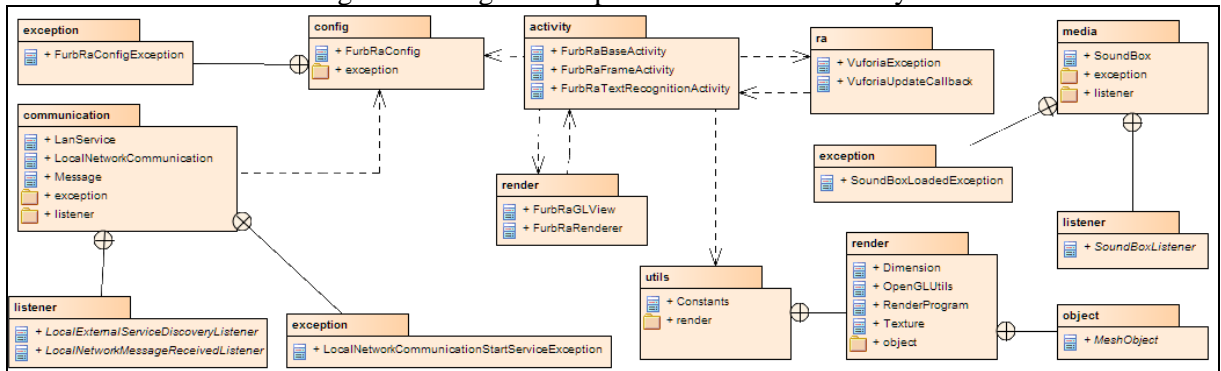 exception
+ FurbRaConfigException
config
+ FurbRaConfig
+ exception
activity
+ FurbRaBaseActivity
+ FurbRaFrameActivity
+ FurbRaTextRecognitionActivity
ra
+ VuforiaException
+ VuforiaUpdateCallback
media
+ SoundBox
+ exception
+ listener
communication
+ LanService
+ LocalNetworkCommunication
+ Message
+ exception
+ listener
render
+ FurbRaGLView
+ FurbRaRenderer
exception
+ SoundBoxLoadedException
listener
+ SoundBoxListener
listener
+ LocalExternalServiceDiscoveryListener
+ LocalNetworkMessageReceivedListener
exception
+ LocalNetworkCommunicationStartServiceException
utils
+ Constants
+ render
render
+ Dimension
+ OpenGLUtils
+ RenderProgram
+ Texture
+ object
object
+ MeshObject